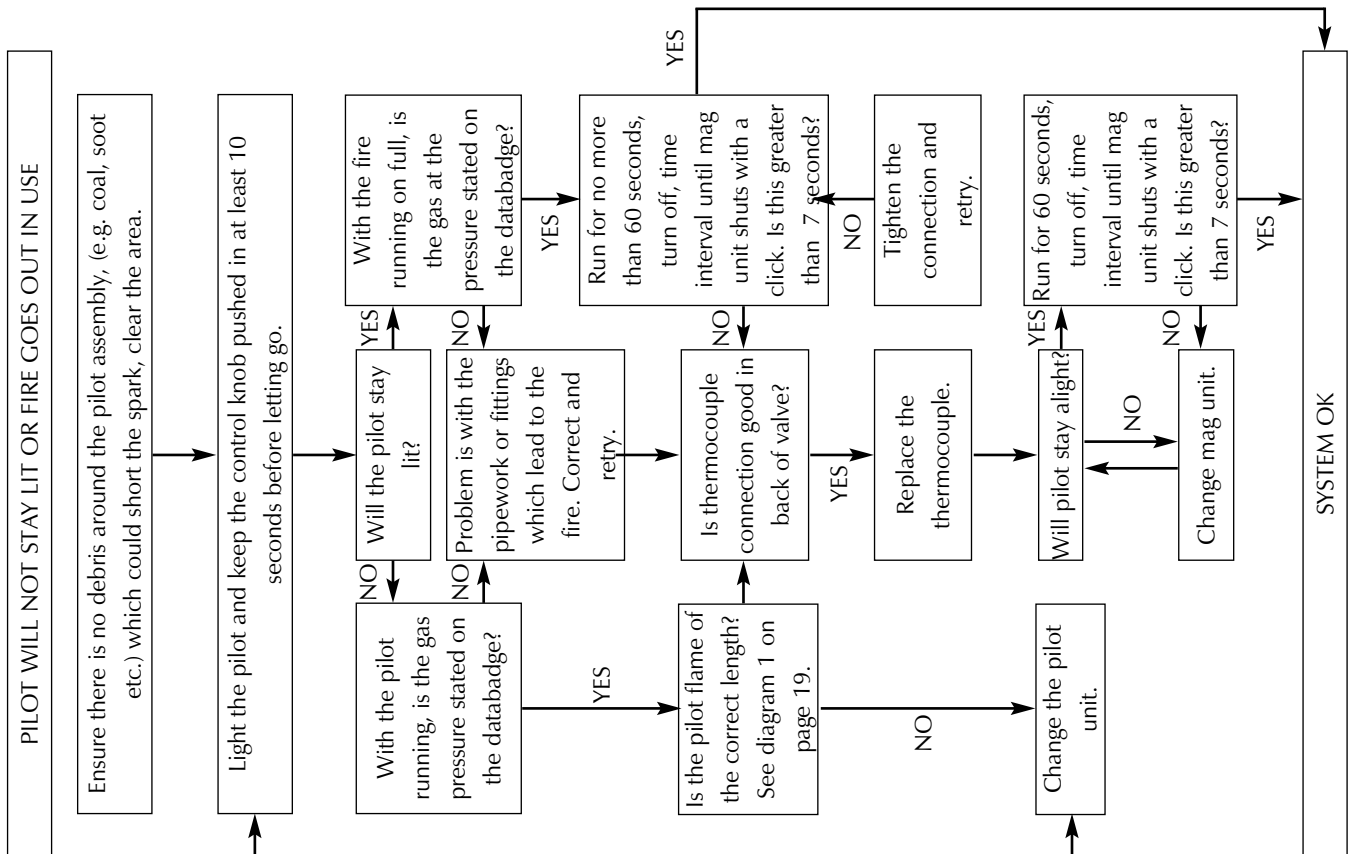 PILOT WILL NOT STAY LIT OR FIRE GOES OUT IN USE
Ensure there is no debris around the pilot assembly, (e.g. coal, soot
etc.) which could short the spark, clear the area.
Light the pilot and keep the control knob pushed in at least 10
seconds before letting go.
Will the pilot stay
lit?
NO
YES
With the pilot
running, is the gas
pressure stated on
the databadge?
NO
YES
Problem is with the
pipework or fittings
which lead to the
fire. Correct and
retry.
With the fire
running on full, is
the gas at the
pressure stated on
the databadge?
NO
YES
Is the pilot flame of
the correct length?
See diagram 1 on
page 19.
NO
Is thermocouple
connection good in
back of valve?
YES
Run for no more
than 60 seconds,
turn off, time
interval until mag
unit shuts with a
click. Is this greater
than 7 seconds?
NO
YES
NO
Tighten the
connection and
retry.
Replace the
thermocouple.
Change the pilot
unit.
Will pilot stay alight?
YES
NO
Run for 60 seconds,
turn off, time
interval until mag
unit shuts with a
click. Is this greater
than 7 seconds?
NO
YES
Change mag unit.
SYSTEM OK